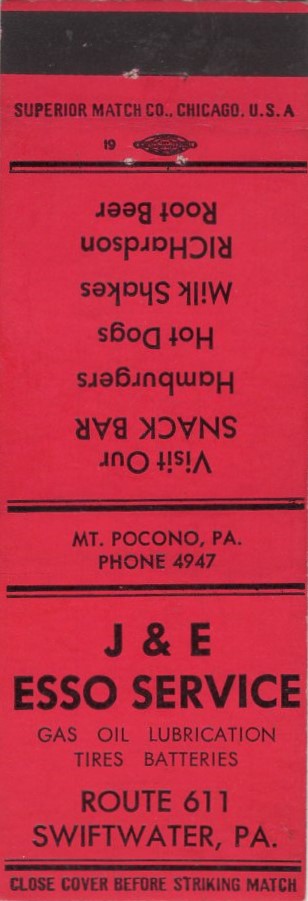 SUPERIOR MATCH CO., CHICAGO, U.S.A
19
Visit Our
SNACK BAR
Hamburgers
Hot Dogs
Milk Shakes
RICHardson
Root Beer
MT. POCONO, PA.
PHONE 4947
J & E
ESSO SERVICE
GAS OIL LUBRICATION
TIRES BATTERIES
ROUTE 611
SWIFTWATER, PA.
CLOSE COVER BEFORE STRIKING MATCH